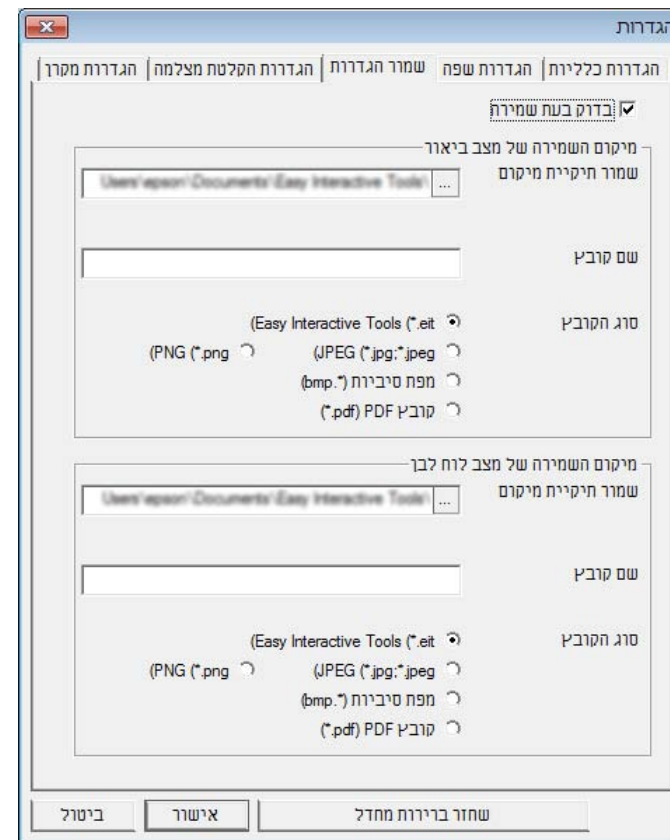 הגדרות
הגדרות כלליות הגדרות שפה שמור הגדרות הגדרות הקלטת מצלמה הגדרות מקרן
בדוק בעת שמירה
מיקום השמירה של מצב ביאור
שמור תיקיית מיקום ... Users\epson\Documents\Easy Interactive Tools\
שם קובץ
סוג הקובץ (Easy Interactive Tools (*.eit
(JPEG (*.jpg;*.jpeg (PNG (*.png
מפת סיביות (*.bmp)
קובץ PDF (*.pdf)
מיקום השמירה של מצב לוח לבן
שמור תיקיית מיקום ... Users\epson\Documents\Easy Interactive Tools\
שם קובץ
סוג הקובץ (Easy Interactive Tools (*.eit
(JPEG (*.jpg;*.jpeg (PNG (*.png
מפת סיביות (*.bmp)
קובץ PDF (*.pdf)
שחזר ברירות מחדל אישור ביטול